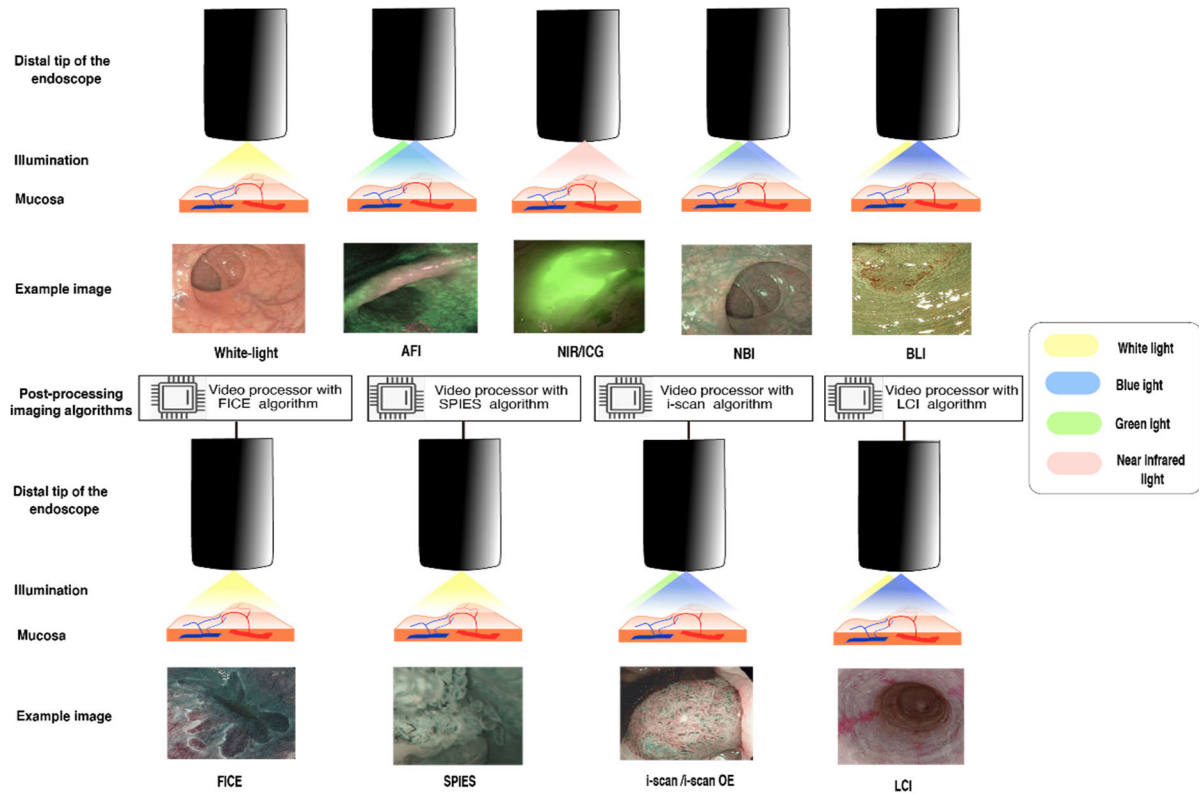 Distal tip of the
endoscope
Illumination
Mucosa
Example image
White-light
AFI
NIR/ICG
NBI
BLI
Post-processing
imaging algorithms
Video processor with
FICE algorithm
Video processor with
SPIES algorithm
Video processor with
i-scan algorithm
Video processor with
LCI algorithm
White light
Blue ight
Green ight
Near infrared
light
Distal tip of the
endoscope
Illumination
Mucosa
Example image
FICE
SPIES
i-scan /i-scan OE
LCI